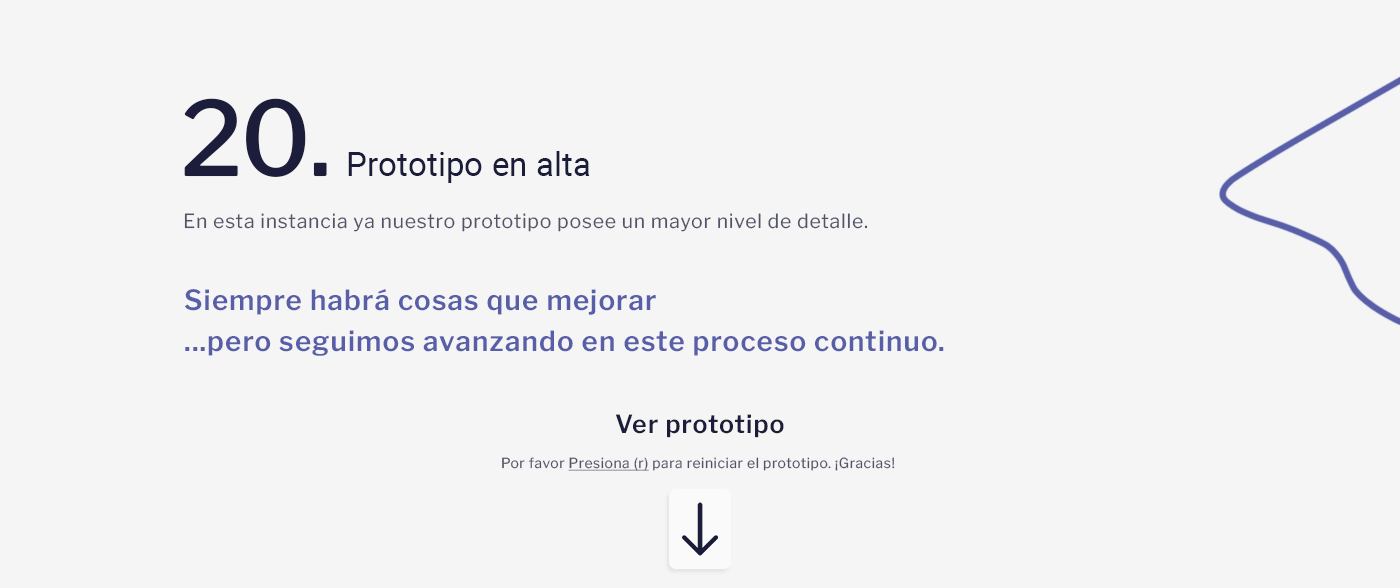 20. Prototipo en alta
En esta instancia ya nuestro prototipo posee un mayor nivel de detalle.
Siempre habrá cosas que mejorar
...pero seguimos avanzando en este proceso continuo.
Ver prototipo
Por favor Presiona (r) para reiniciar el prototipo. ¡Gracias!